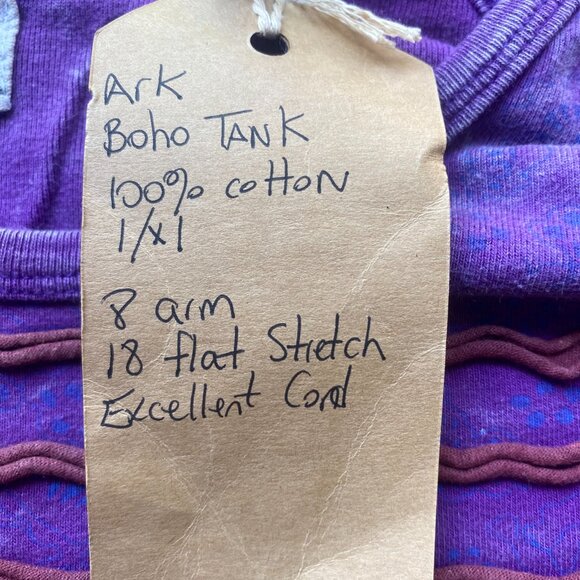 Ark
Boho TANK
100% cotton
1/x1
8 arm
18 flat Stretch
Excellent Cond